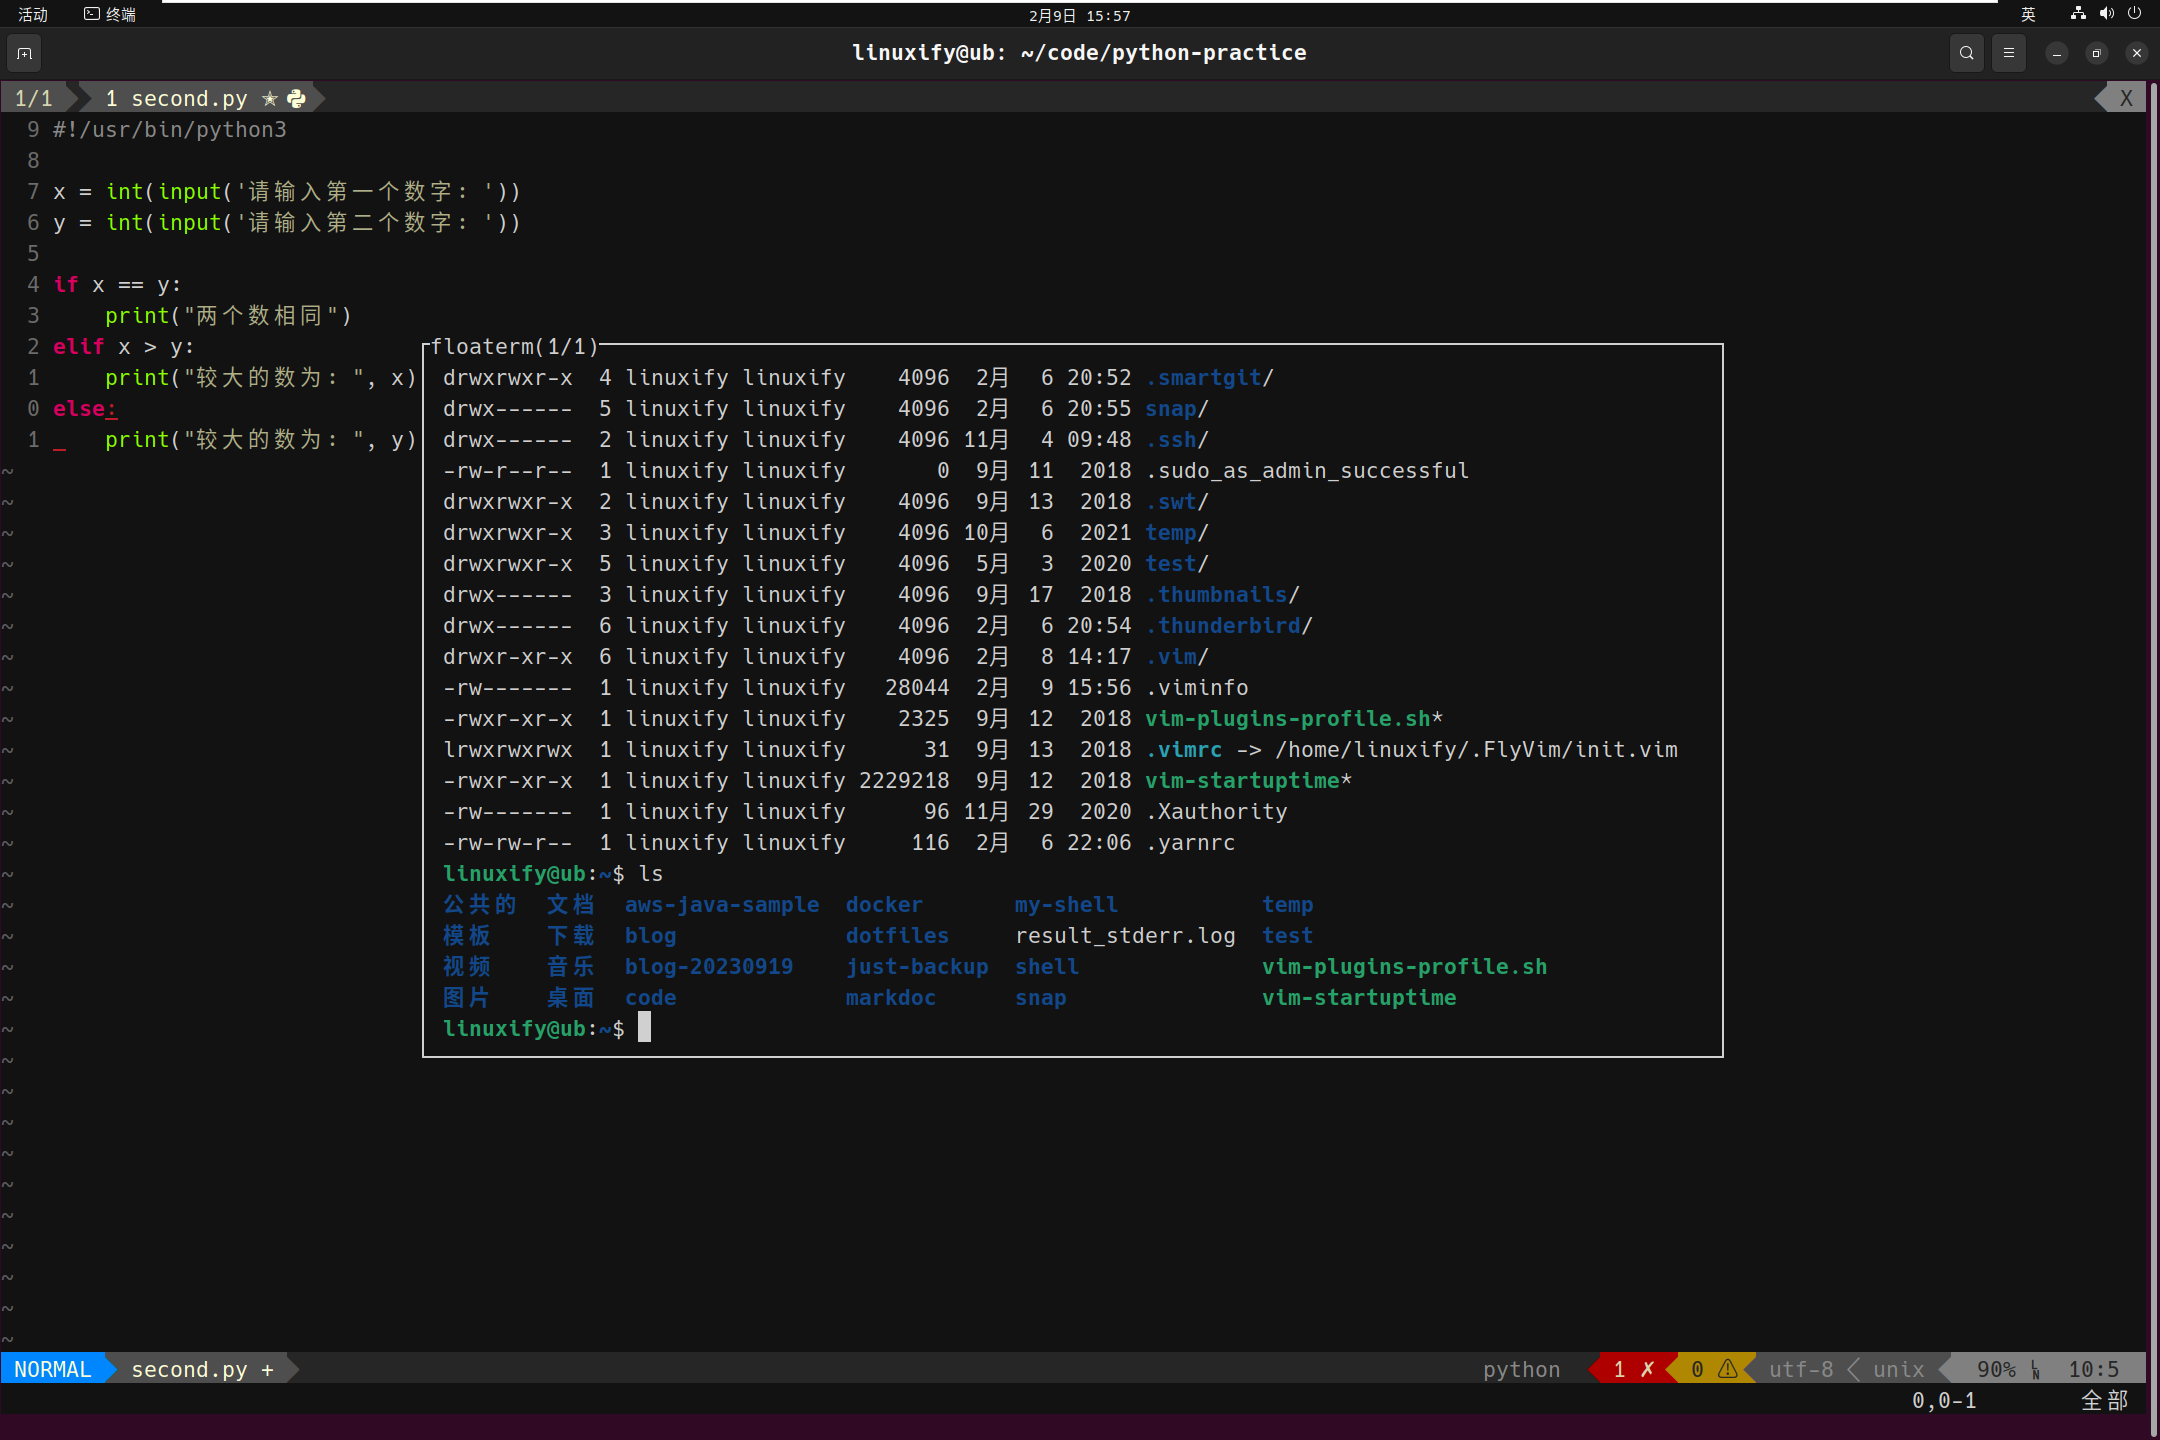 活动 终端 2月9日 15:57 英
linuxify@ub: ~/code/python-practice
1/1 1 second.py X
9 #!/usr/bin/python3
8
7 x = int(input('请输入第一个数字: '))
6 y = int(input('请输入第二个数字: '))
5
4 if x == y:
3     print("两个数相同")
2 elif x > y:
1     print("较大的数为: ", x)
0 else:
1 _   print("较大的数为: ", y)
floaterm(1/1)
drwxrwxr-x  4 linuxify linuxify    4096  2月   6 20:52 .smartgit/
drwx------  5 linuxify linuxify    4096  2月   6 20:55 snap/
drwx------  2 linuxify linuxify    4096 11月   4 09:48 .ssh/
-rw-r--r--  1 linuxify linuxify       0  9月  11  2018 .sudo_as_admin_successful
drwxrwxr-x  2 linuxify linuxify    4096  9月  13  2018 .swt/
drwxrwxr-x  3 linuxify linuxify    4096 10月   6  2021 temp/
drwxrwxr-x  5 linuxify linuxify    4096  5月   3  2020 test/
drwx------  3 linuxify linuxify    4096  9月  17  2018 .thumbnails/
drwx------  6 linuxify linuxify    4096  2月   6 20:54 .thunderbird/
drwxr-xr-x  6 linuxify linuxify    4096  2月   8 14:17 .vim/
-rw-------  1 linuxify linuxify   28044  2月   9 15:56 .viminfo
-rwxr-xr-x  1 linuxify linuxify    2325  9月  12  2018 vim-plugins-profile.sh*
lrwxrwxrwx  1 linuxify linuxify      31  9月  13  2018 .vimrc -> /home/linuxify/.FlyVim/init.vim
-rwxr-xr-x  1 linuxify linuxify 2229218  9月  12  2018 vim-startuptime*
-rw-------  1 linuxify linuxify      96 11月  29  2020 .Xauthority
-rw-rw-r--  1 linuxify linuxify     116  2月   6 22:06 .yarnrc
linuxify@ub:~$ ls
公共的  文档  aws-java-sample  docker       my-shell           temp
模板    下载  blog             dotfiles     result_stderr.log  test
视频    音乐  blog-20230919    just-backup  shell              vim-plugins-profile.sh
图片    桌面  code             markdoc      snap               vim-startuptime
linuxify@ub:~$
NORMAL second.py + python 1 ✗ 0 ⚠ utf-8 unix 90% LN 10:5
0,0-1 全部